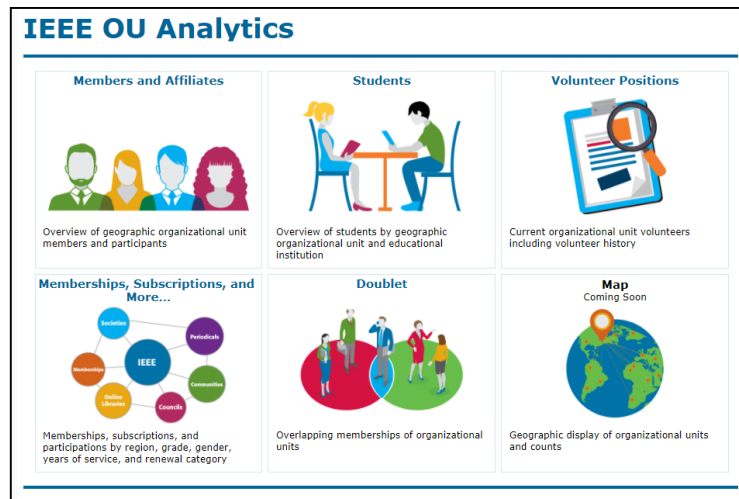 IEEE OU Analytics
Members and Affiliates
Overview of geographic organizational unit
members and participants
Students
Overview of students by geographic
organizational unit and educational
institution
Volunteer Positions
Current organizational unit volunteers
including volunteer history
Memberships, Subscriptions, and
More...
Societies
Periodicals
IEEE
Memberships
Communities
Online
Libraries
Councils
Memberships, subscriptions, and
participations by region, grade, gender,
years of service, and renewal category
Doublet
Overlapping memberships of organizational
units
Map
Coming Soon
Geographic display of organizational units
and counts